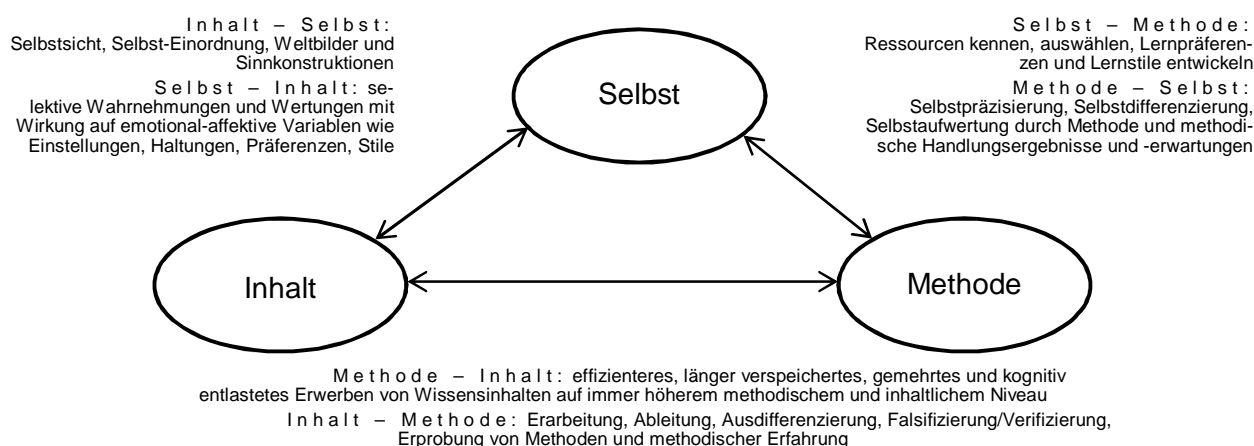 Inhalt – Selbst:
Selbstsicht, Selbst-Einordnung, Weltbilder und
Sinnkonstruktionen
Selbst – Inhalt: se-
lektive Wahrnehmungen und Wertungen mit
Wirkung auf emotional-affektive Variablen wie
Einstellungen, Haltungen, Präferenzen, Stile
Selbst – Methode:
Ressourcen kennen, auswählen, Lernpräferen-
zen und Lernstile entwickeln
Methode – Selbst:
Selbstpräzisierung, Selbstdifferenzierung,
Selbstaufwertung durch Methode und methodi-
sche Handlungsergebnisse und -erwartungen
Selbst
Inhalt
Methode
Methode – Inhalt: effizienteres, länger verspeichertes, gemehrtes und kognitiv
entlastetes Erwerben von Wissensinhalten auf immer höherem methodischem und inhaltlichem Niveau
Inhalt – Methode: Erarbeitung, Ableitung, Ausdifferenzierung, Falsifizierung/Verifizierung,
Erprobung von Methoden und methodischer Erfahrung